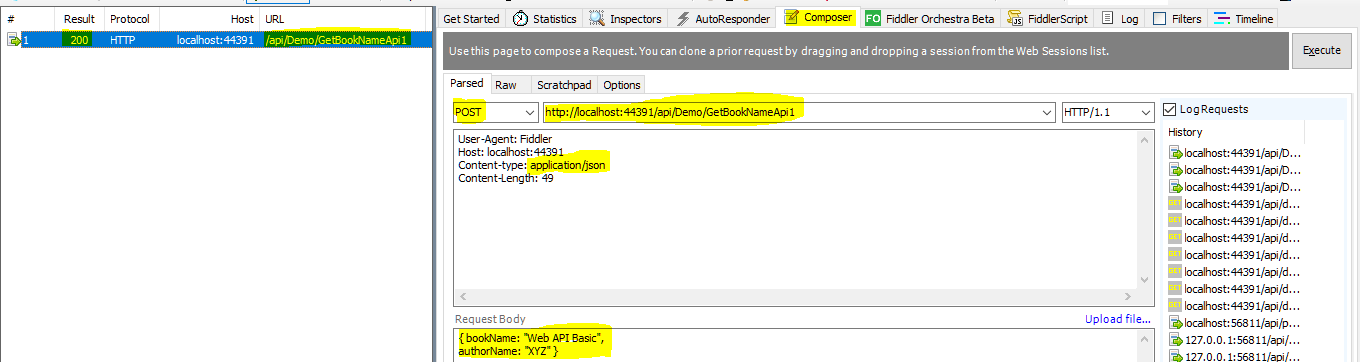 # Result Protocol Host URL
1 200 HTTP localhost:44391 /api/Demo/GetBookNameApi1
Get Started Statistics Inspectors AutoResponder Composer FO Fiddler Orchestra Beta FiddlerScript Log Filters Timeline
Use this page to compose a Request. You can clone a prior request by dragging and dropping a session from the Web Sessions list.
Execute
Parsed Raw Scratchpad Options
POST http://localhost:44391/api/Demo/GetBookNameApi1 HTTP/1.1
Log Requests
User-Agent: Fiddler
Host: localhost:44391
Content-type: application/json
Content-Length: 49
History
localhost:44391/api/D...
localhost:44391/api/D...
localhost:44391/api/D...
localhost:44391/api/d...
localhost:44391/api/d...
localhost:44391/api/d...
localhost:44391/api/d...
localhost:44391/api/d...
localhost:44391/api/d...
localhost:44391/api/d...
localhost:56811/api/p...
127.0.0.1:56811/api/...
127.0.0.1:56811/api/...
Request Body Upload file...
{ bookName: "Web API Basic",
authorName: "XYZ" }